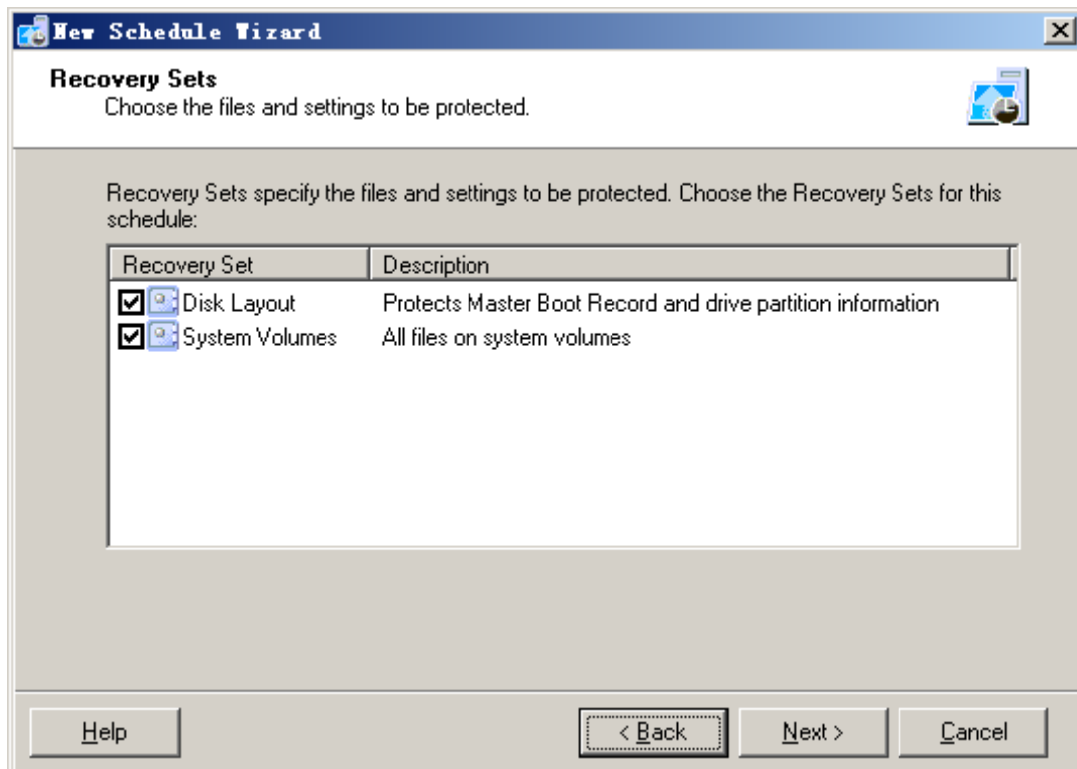 New Schedule Wizard
Recovery Sets
Choose the files and settings to be protected.
Recovery Sets specify the files and settings to be protected. Choose the Recovery Sets for this
schedule:
Recovery Set Description
Disk Layout Protects Master Boot Record and drive partition information
System Volumes All files on system volumes
Help < Back Next > Cancel